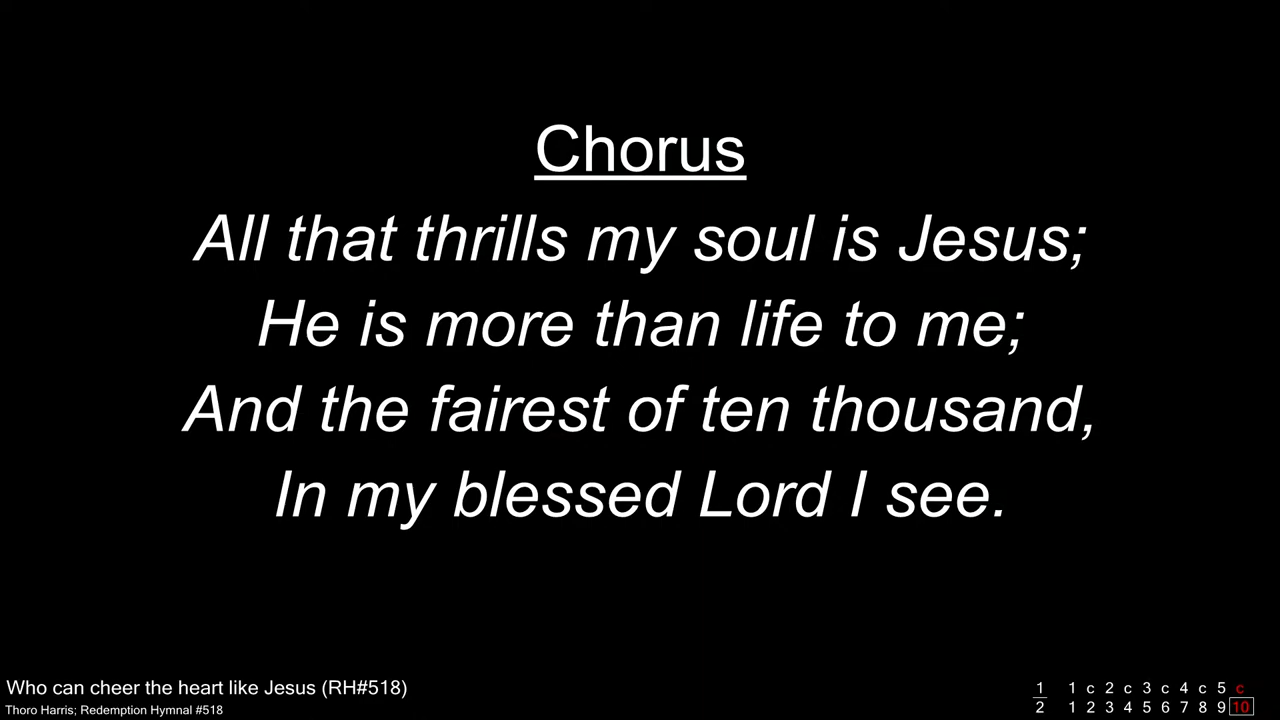 Chorus
All that thrills my soul is Jesus;
He is more than life to me;
And the fairest of ten thousand,
In my blessed Lord I see.
Who can cheer the heart like Jesus (RH#518)
Thoro Harris; Redemption Hymnal #518
1 1 c 2 c 3 c 4 c 5 c
2 1 2 3 4 5 6 7 8 9 10